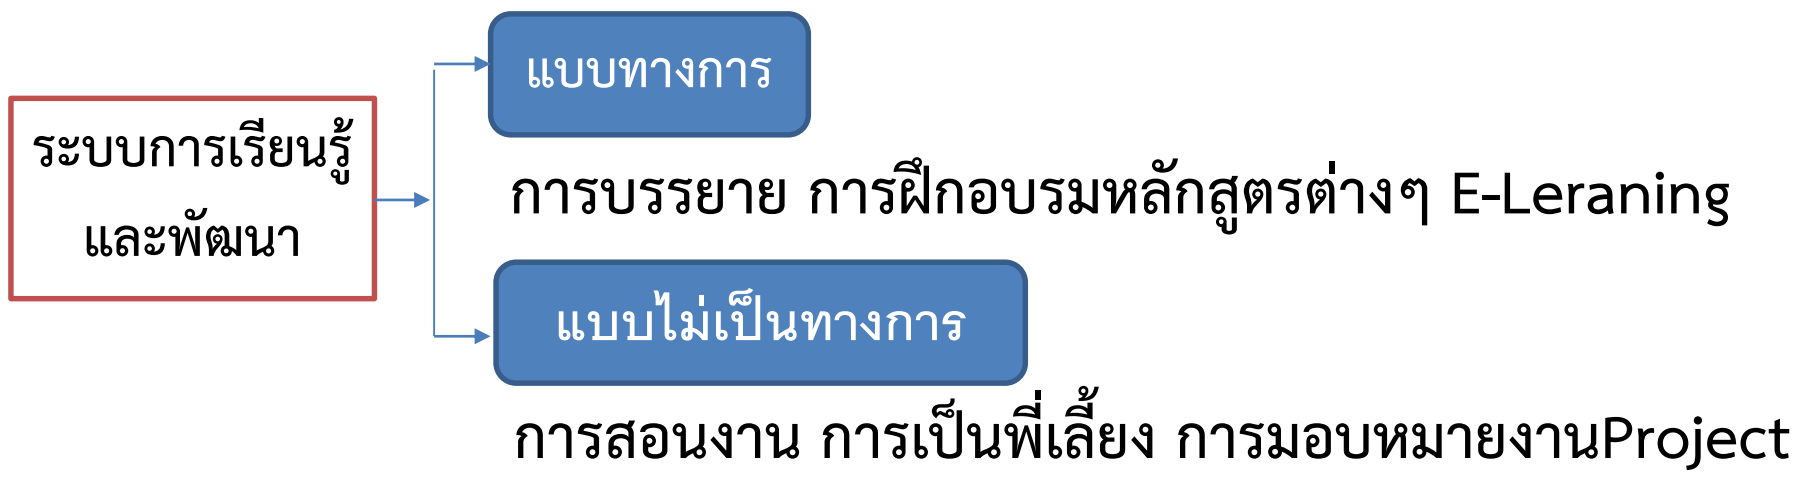 ระบบการเรียนรู้
และพัฒนา
แบบทางการ
การบรรยาย การฝึกอบรมหลักสูตรต่างๆ E-Leraning
แบบไม่เป็นทางการ
การสอนงาน การเป็นพี่เลี้ยง การมอบหมายงานProject